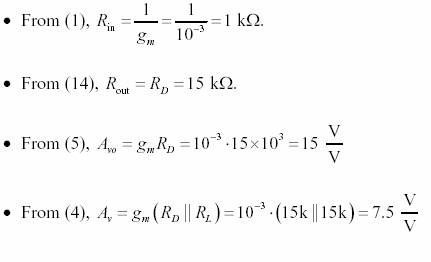 • From (1), R_in = 1/g_m = 1/10^-3 = 1 kΩ.
• From (14), R_out = R_D = 15 kΩ.
• From (5), A_vo = g_m R_D = 10^-3 · 15×10^3 = 15 V/V
• From (4), A_v = g_m (R_D || R_L) = 10^-3 · (15k || 15k) = 7.5 V/V